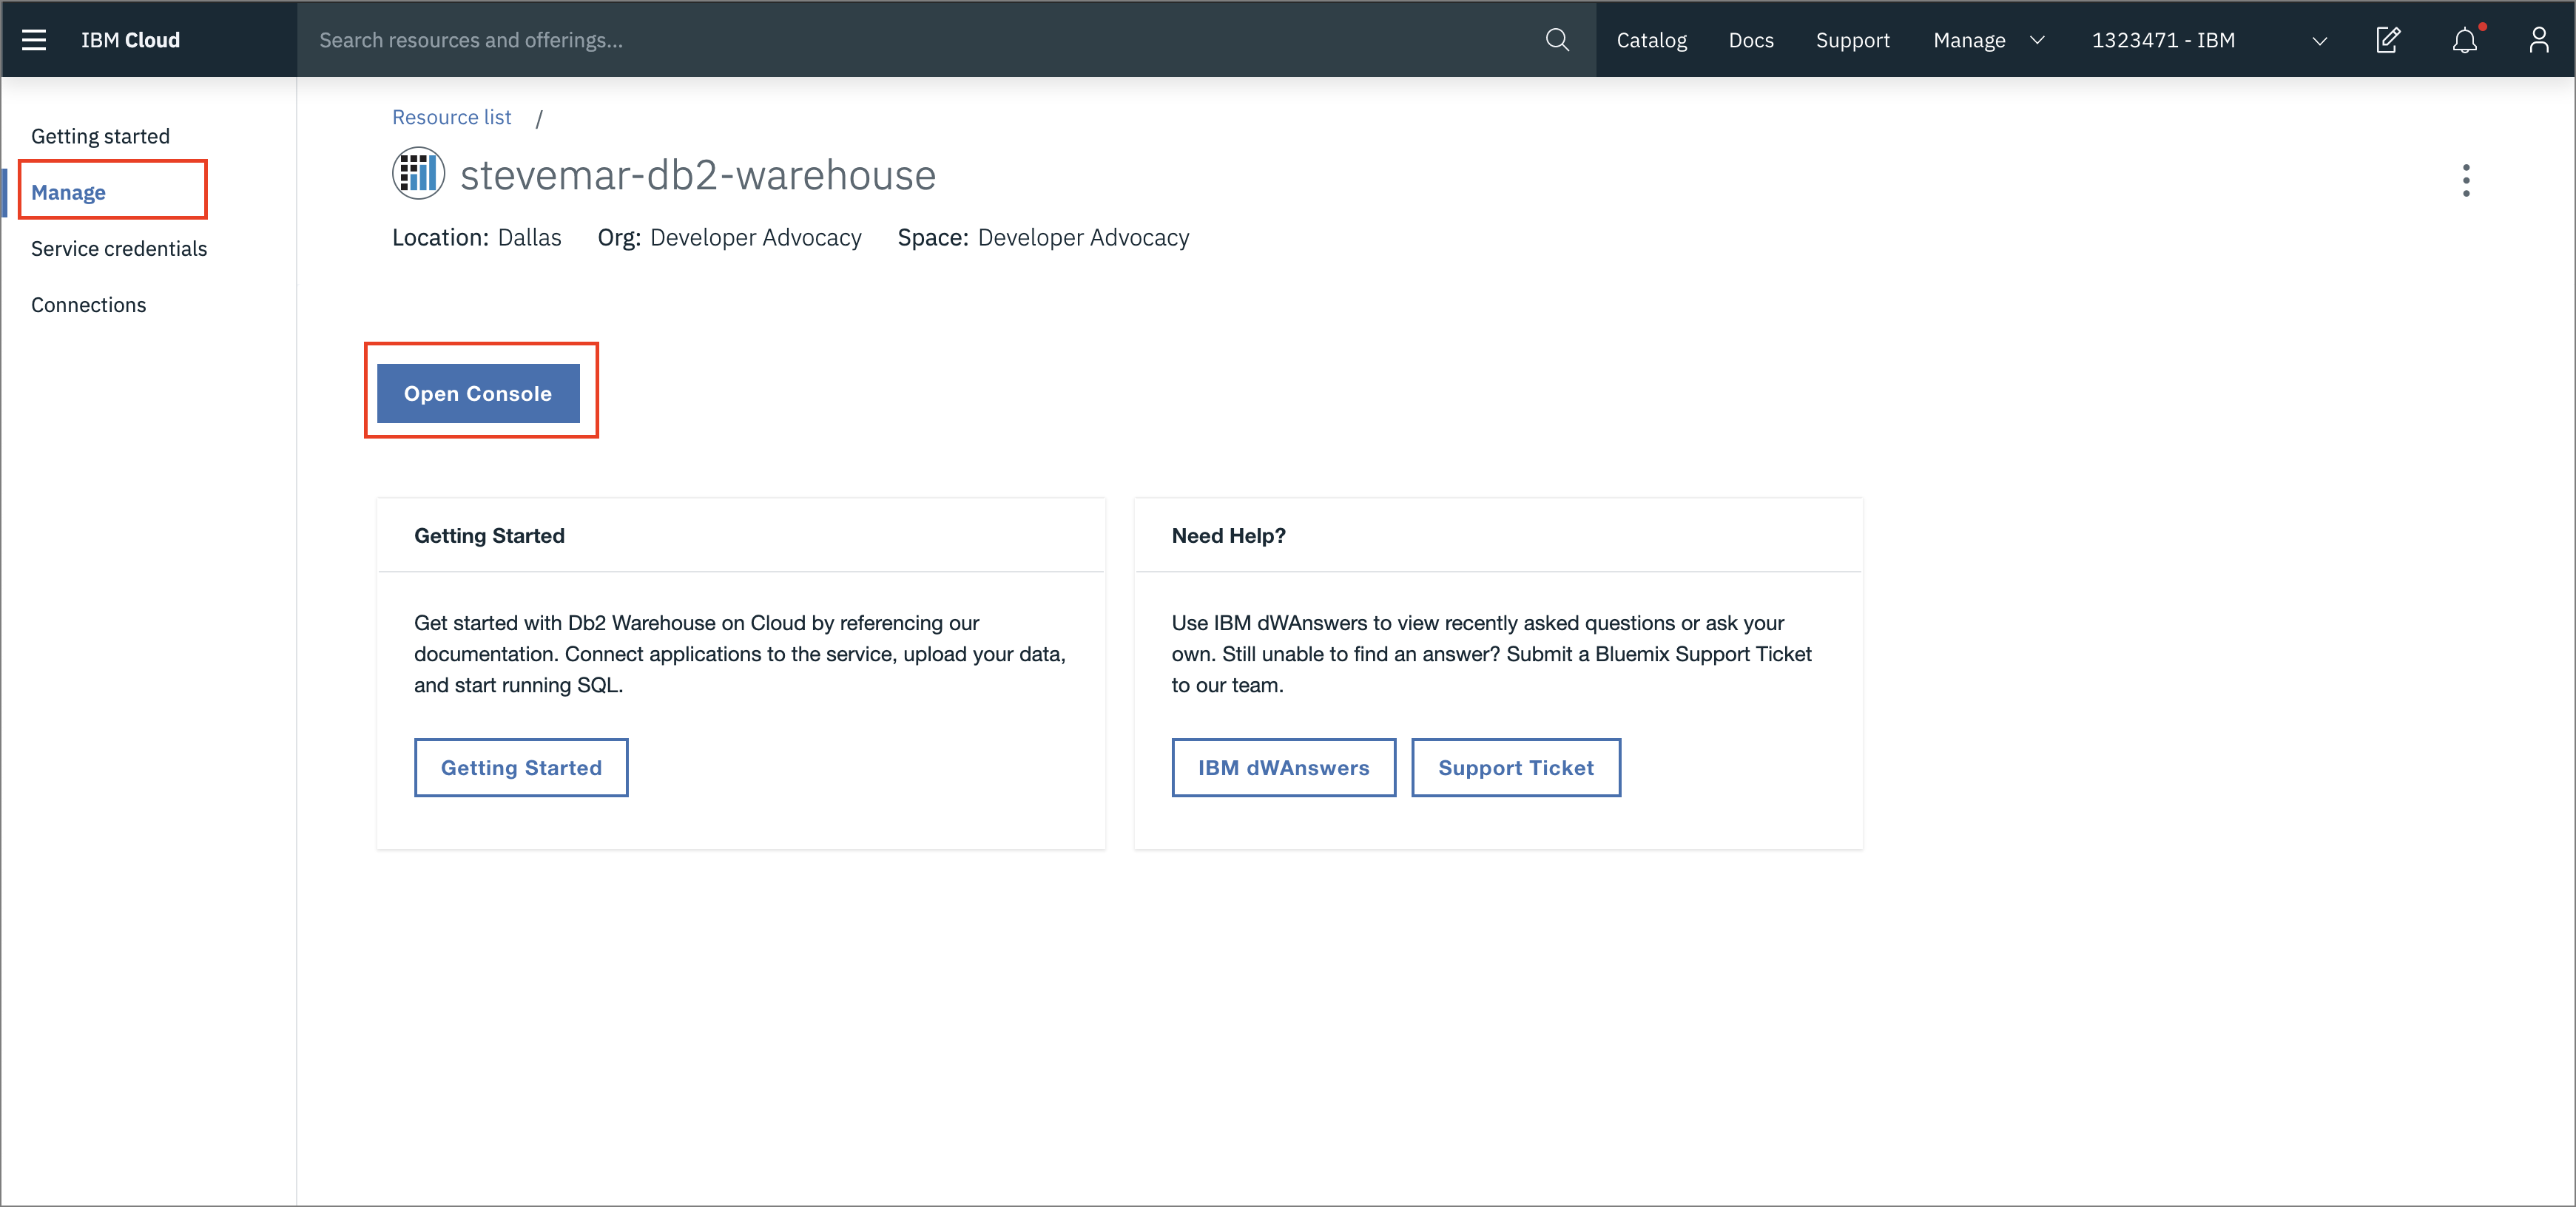 IBM Cloud
Search resources and offerings...
Catalog
Docs
Support
Manage
1323471 - IBM
Getting started
Manage
Service credentials
Connections
Resource list /
stevemar-db2-warehouse
Location: Dallas Org: Developer Advocacy Space: Developer Advocacy
Open Console
Getting Started
Get started with Db2 Warehouse on Cloud by referencing our
documentation. Connect applications to the service, upload your data,
and start running SQL.
Getting Started
Need Help?
Use IBM dWAnswers to view recently asked questions or ask your
own. Still unable to find an answer? Submit a Bluemix Support Ticket
to our team.
IBM dWAnswers
Support Ticket